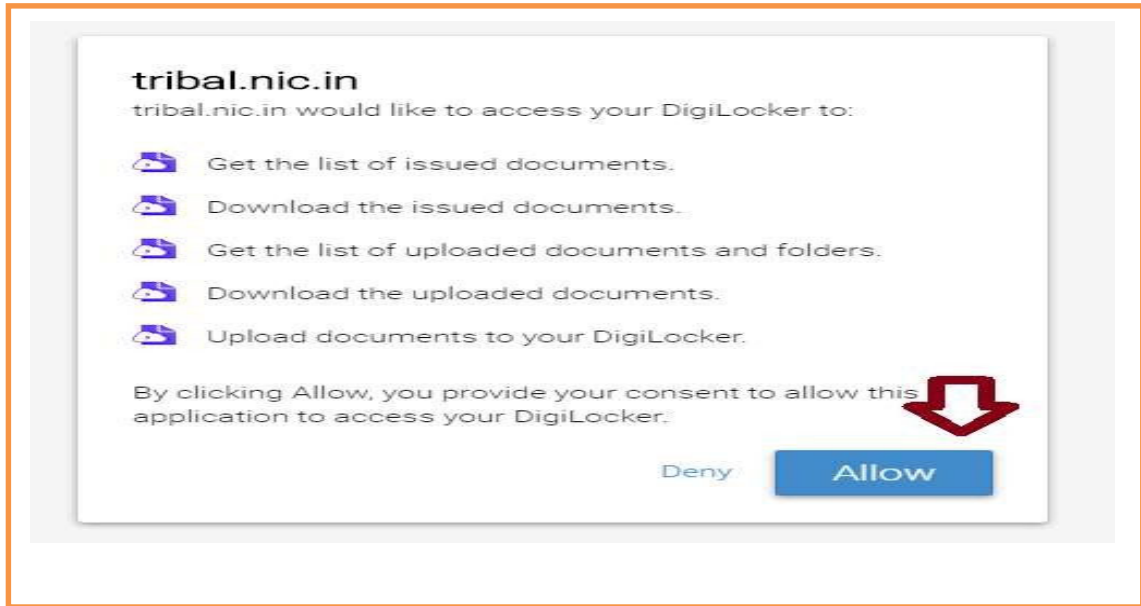 tribal.nic.in
tribal.nic.in would like to access your DigiLocker to:
Get the list of issued documents.
Download the issued documents.
Get the list of uploaded documents and folders.
Download the uploaded documents.
Upload documents to your DigiLocker.
By clicking Allow, you provide your consent to allow this
application to access your DigiLocker.
Deny Allow